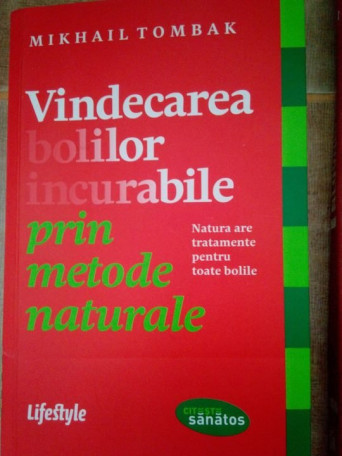 MIKHAIL TOMBAK
Vindecarea
bolilor
incurabile
prin
metode
naturale
Natura are
tratamente
pentru
toate bolile
Lifestyle
CITEȘTE
sănătos